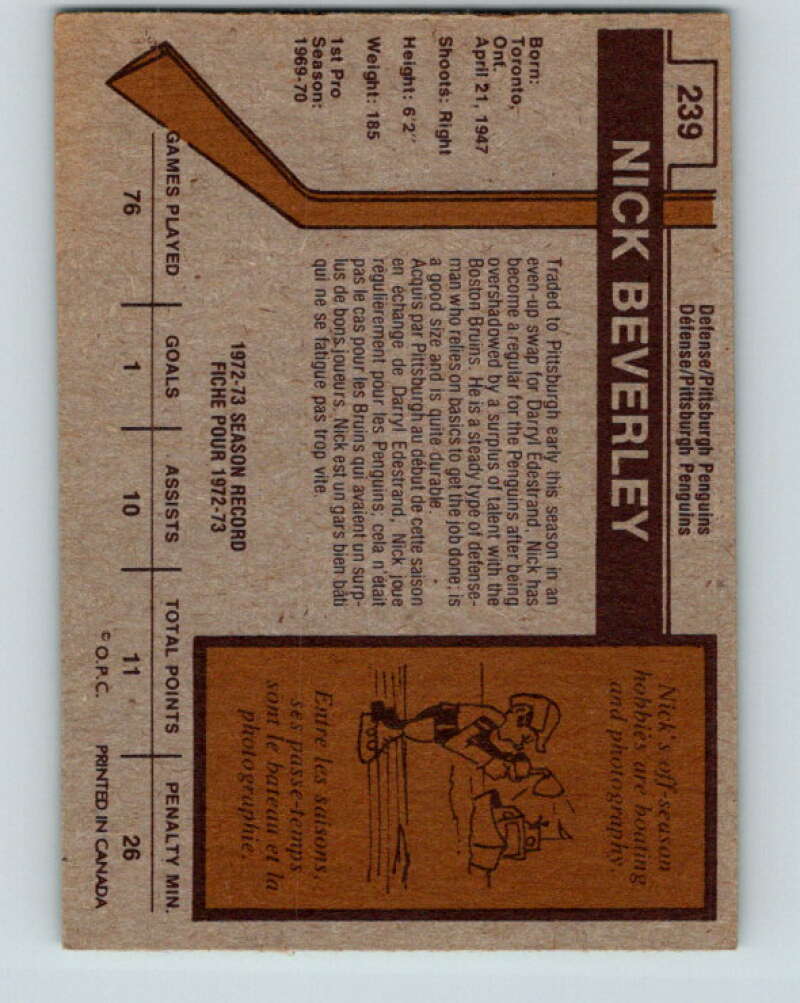 239
Defense/Pittsburgh Penguins
Défense/Pittsburgh Penguins
NICK BEVERLEY
Born:
Toronto,
Ont.
April 21, 1947
Shoots: Right
Height: 6'2"
Weight: 185
1st Pro
Season:
1969-70
Traded to Pittsburgh early this season in an
even-up swap for Darryl Edestrand, Nick has
become a regular for the Penguins after being
overshadowed by a surplus of talent with the
Boston Bruins. He is a steady type of defense-
man who relies on basics to get the job done; is
a good size and is quite durable.
Acquis par Pittsburgh au début de cette saison
en échange de Darryl Edestrand, Nick joue
régulièrement pour les Penguins, cela n'était
pas le cas pour les Bruins qui avaient un surp-
lus de bons joueurs. Nick est un gars bien bâti
qui ne se fatigue pas trop vite.
Nick's off-season
hobbies are boating
and photography.
Entre les saisons,
ses passe-temps
sont le bateau et la
photographie.
1972-73 SEASON RECORD
FICHE POUR 1972-73
GAMES PLAYED GOALS ASSISTS TOTAL POINTS PENALTY MIN.
76 1 10 11 26
© O.P.C. PRINTED IN CANADA